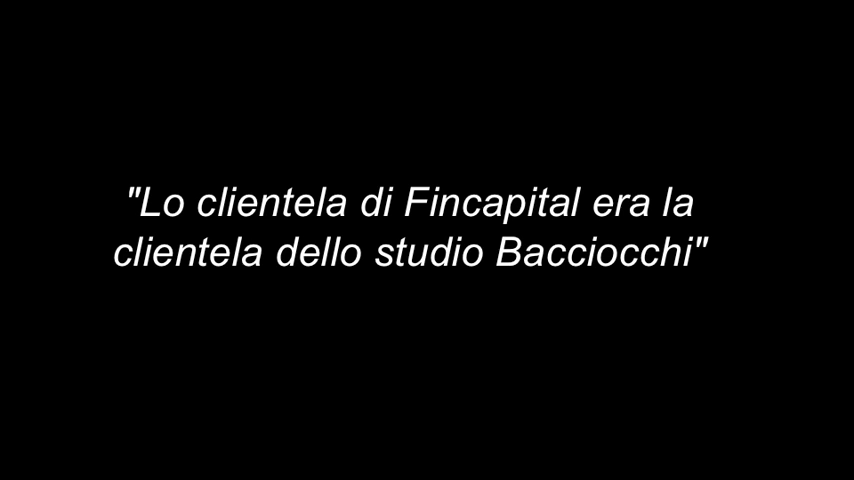 "Lo clientela di Fincapital era la
clientela dello studio Bacciocchi"